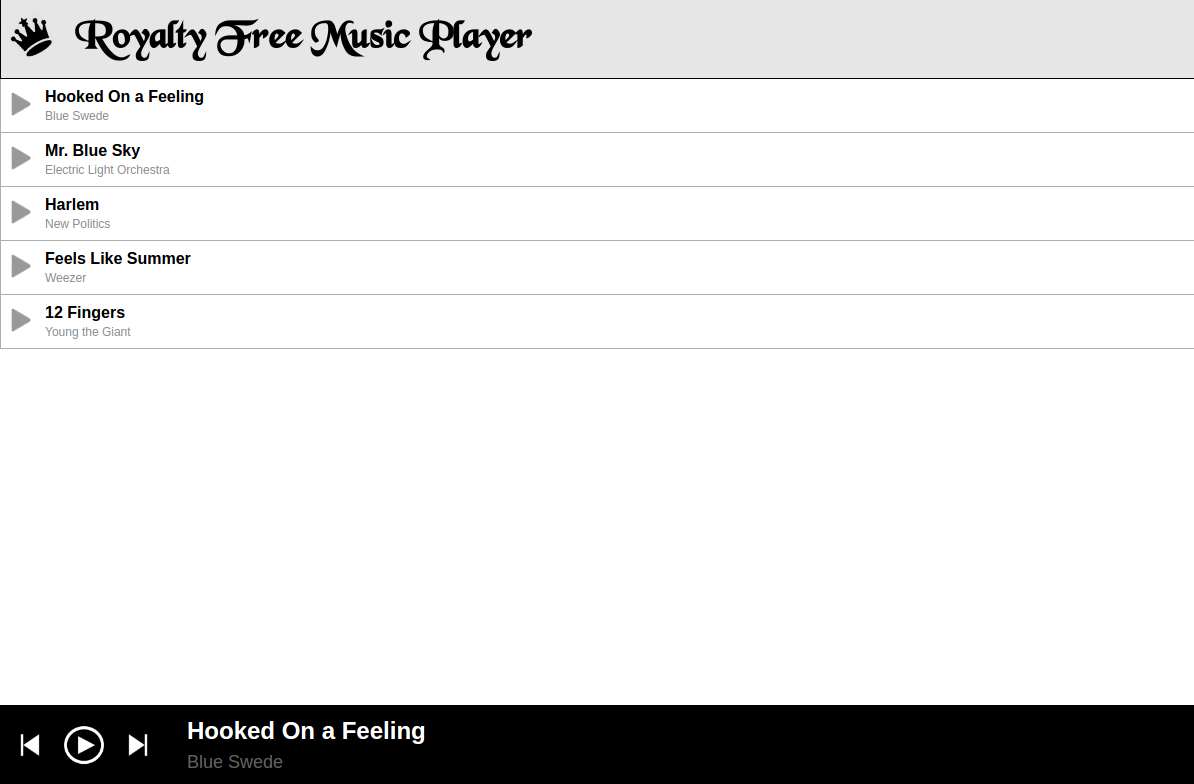 Royalty Free Music Player
Hooked On a Feeling
Blue Swede
Mr. Blue Sky
Electric Light Orchestra
Harlem
New Politics
Feels Like Summer
Weezer
12 Fingers
Young the Giant
Hooked On a Feeling
Blue Swede